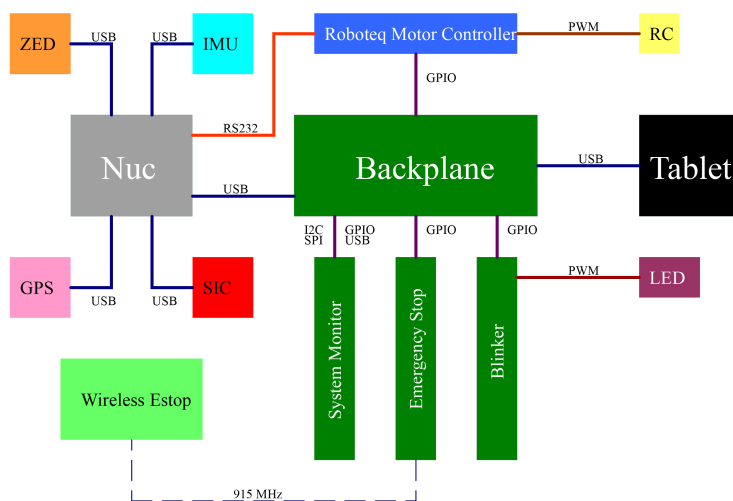 ZED
USB
USB
IMU
Roboteq Motor Controller
PWM
RC
GPIO
RS232
Nuc
Backplane
USB
Tablet
USB
I2C
SPI
GPIO
USB
GPIO
GPIO
GPS
USB
USB
SIC
PWM
LED
System Monitor
Emergency Stop
Blinker
Wireless Estop
915 MHz